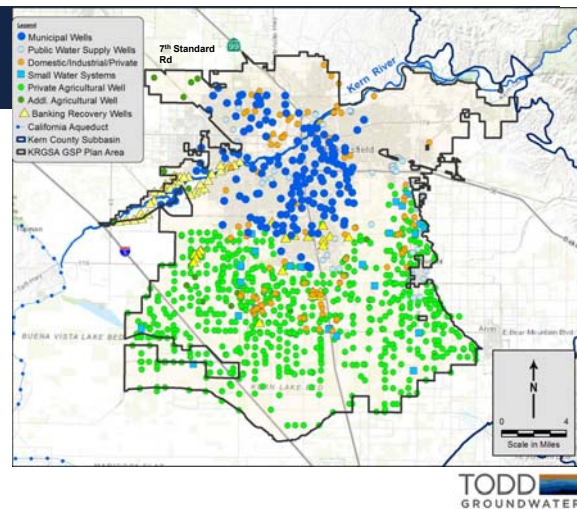 Legend
Municipal Wells
Public Water Supply Wells
Domestic/Industrial/Private
Small Water Systems
Private Agricultural Well
Addl. Agricultural Well
Banking Recovery Wells
California Aqueduct
Kern County Subbasin
KRGSA GSP Plan Area
7th Standard
Rd
99
Kern River
5
Arvin
E Bear Mountain Blvd
BUENA VISTA LAKE BED
KERN LAKE BED
N
0 4
Scale in Miles
TODD
GROUNDWATER